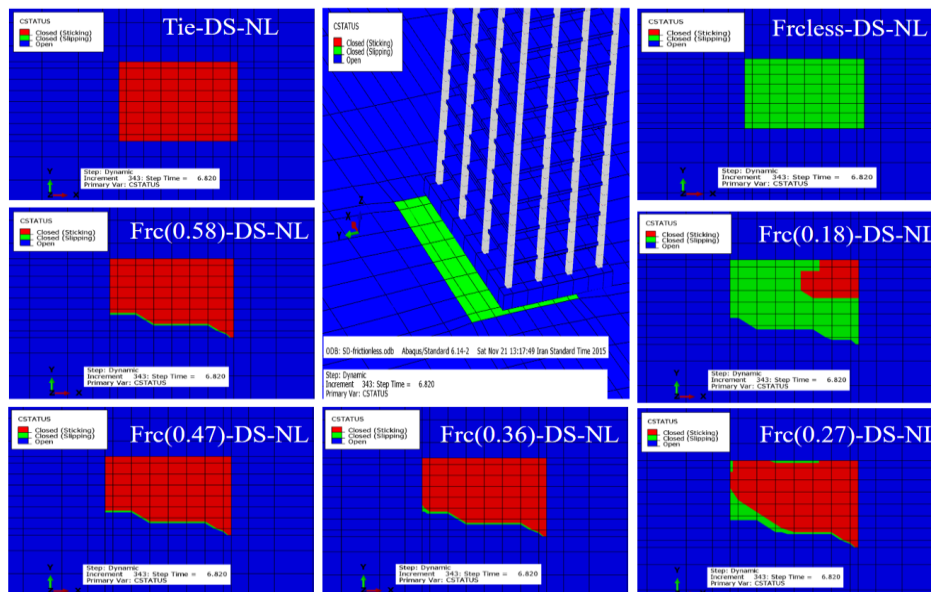 Tie-DS-NL
CSTATUS
Closed (Sticking)
Closed (Slipping)
Open
Step: Dynamic
Increment 343: Step Time = 6.820
Primary Var: CSTATUS
Y
X
CSTATUS
Closed (Sticking)
Closed (Slipping)
Open
Z
X
Y
ODB: SO-frictionless.odb Abaqus/Standard 6.14-2 Sat Nov 21 13:17:49 Iran Standard Time 2015
Step: Dynamic
Increment 343: Step Time = 6.820
Primary Var: CSTATUS
Frcless-DS-NL
CSTATUS
Closed (Sticking)
Closed (Slipping)
Open
Step: Dynamic
Increment 343: Step Time = 6.820
Primary Var: CSTATUS
Y
X
Frc(0.58)-DS-NL
CSTATUS
Closed (Sticking)
Closed (Slipping)
Open
Step: Dynamic
Increment 343: Step Time = 6.820
Primary Var: CSTATUS
Y
X
Frc(0.18)-DS-NL
CSTATUS
Closed (Sticking)
Closed (Slipping)
Open
Step: Dynamic
Increment 343: Step Time = 6.820
Primary Var: CSTATUS
Y
X
Frc(0.47)-DS-NL
CSTATUS
Closed (Sticking)
Closed (Slipping)
Open
Step: Dynamic
Increment 343: Step Time = 6.820
Primary Var: CSTATUS
Y
Frc(0.36)-DS-NL
CSTATUS
Closed (Sticking)
Closed (Slipping)
Open
Step: Dynamic
Increment 343: Step Time = 6.820
Primary Var: CSTATUS
Y
Frc(0.27)-DS-NL
CSTATUS
Closed (Sticking)
Closed (Slipping)
Open
Step: Dynamic
Increment 343: Step Time = 6.820
Primary Var: CSTATUS
Y